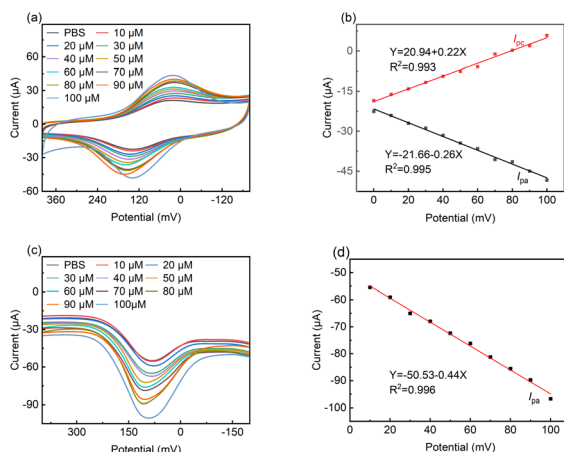 (a)
PBS
10 μM
20 μM
30 μM
40 μM
50 μM
60 μM
70 μM
80 μM
90 μM
100 μM
Current (μA)
60
30
0
-30
-60
360
240
120
0
-120
Potential (mV)
(b)
Y=20.94+0.22X
R²=0.993
Ipc
Y=-21.66-0.26X
R²=0.995
Ipa
Current (μA)
15
0
-15
-30
-45
0
20
40
60
80
100
Potential (mV)
(c)
PBS
10 μM
20 μM
30 μM
40 μM
50 μM
60 μM
70 μM
80 μM
90 μM
100μM
Current (μA)
0
-30
-60
-90
300
150
0
-150
Potential (mV)
(d)
Y=-50.53-0.44X
R²=0.996
Ipa
Current (μA)
-50
-60
-70
-80
-90
-100
0
20
40
60
80
100
Potential (mV)